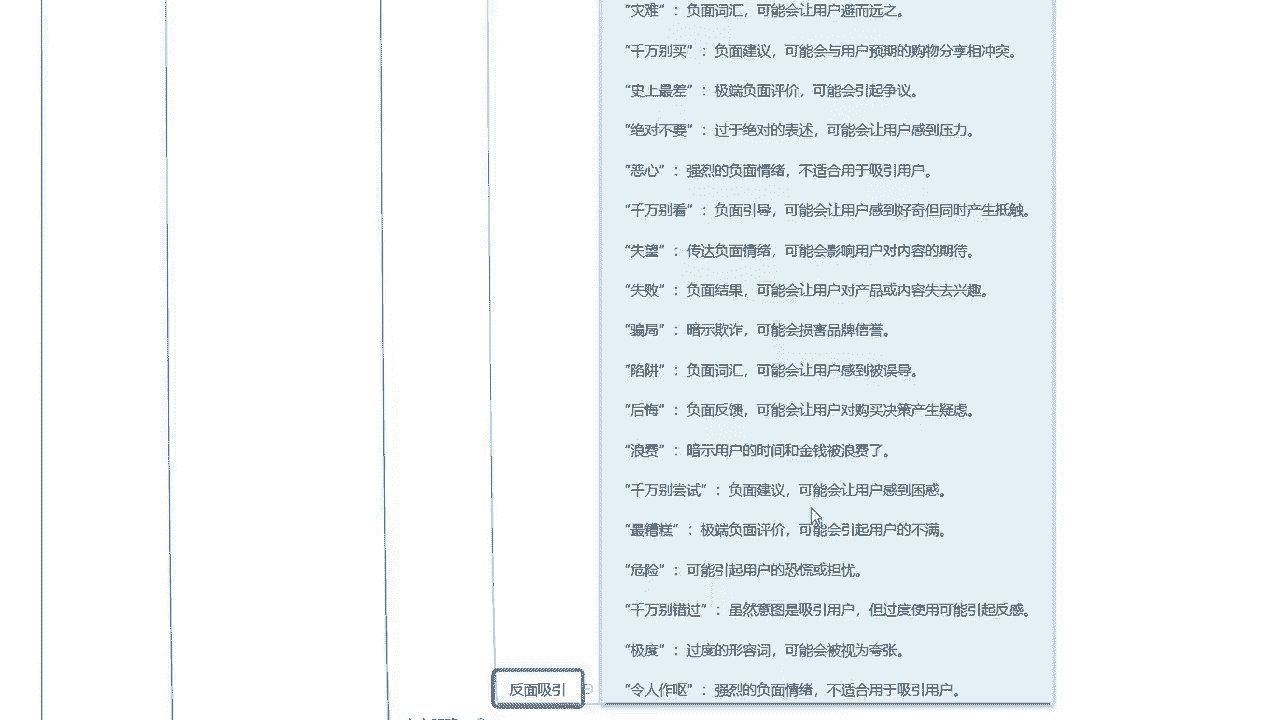 “灾难”：负面词汇，可能会让用户避而远之。
“千万别买”：负面建议，可能会与用户预期的购物分享相冲突。
“史上最差”：极端负面评价，可能会引起争议。
“绝对不要”：过于绝对的表述，可能会让用户感到压力。
“恶心”：强烈的负面情绪，不适合用于吸引用户。
“千万别看”：负面引导，可能会让用户感到好奇但同时产生抵触。
“失望”：传达负面情绪，可能会影响用户对内容的期待。
“失败”：负面结果，可能会让用户对产品或内容失去兴趣。
“骗局”：暗示欺诈，可能会损害品牌信誉。
“陷阱”：负面词汇，可能会让用户感到被误导。
“后悔”：负面反馈，可能会让用户对购买决策产生疑虑。
“浪费”：暗示用户的时间和金钱被浪费了。
“千万别尝试”：负面建议，可能会让用户感到困惑。
“最糟糕”：极端负面评价，可能会引起用户的不满。
“危险”：可能引起用户的恐慌或担忧。
“千万别错过”：虽然意图是吸引用户，但过度使用可能引起反感。
“极度”：过度的形容词，可能会被视为夸张。
“令人作呕”：强烈的负面情绪，不适合用于吸引用户。
反面吸引